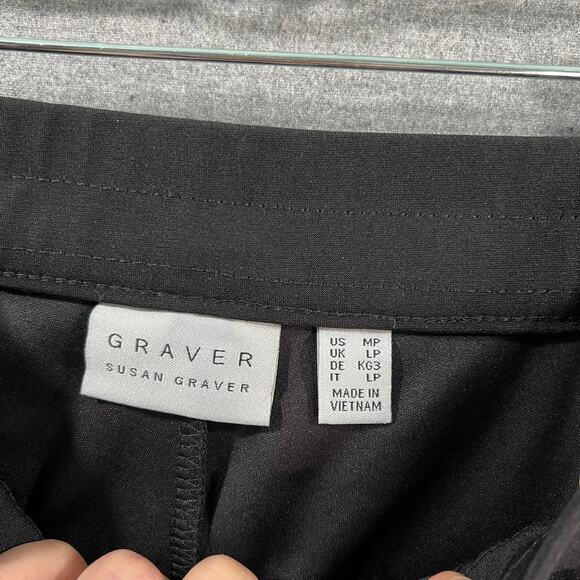 GRAVER
SUSAN GRAVER
US MP
UK LP
DE KG3
IT LP
MADE IN
VIETNAM